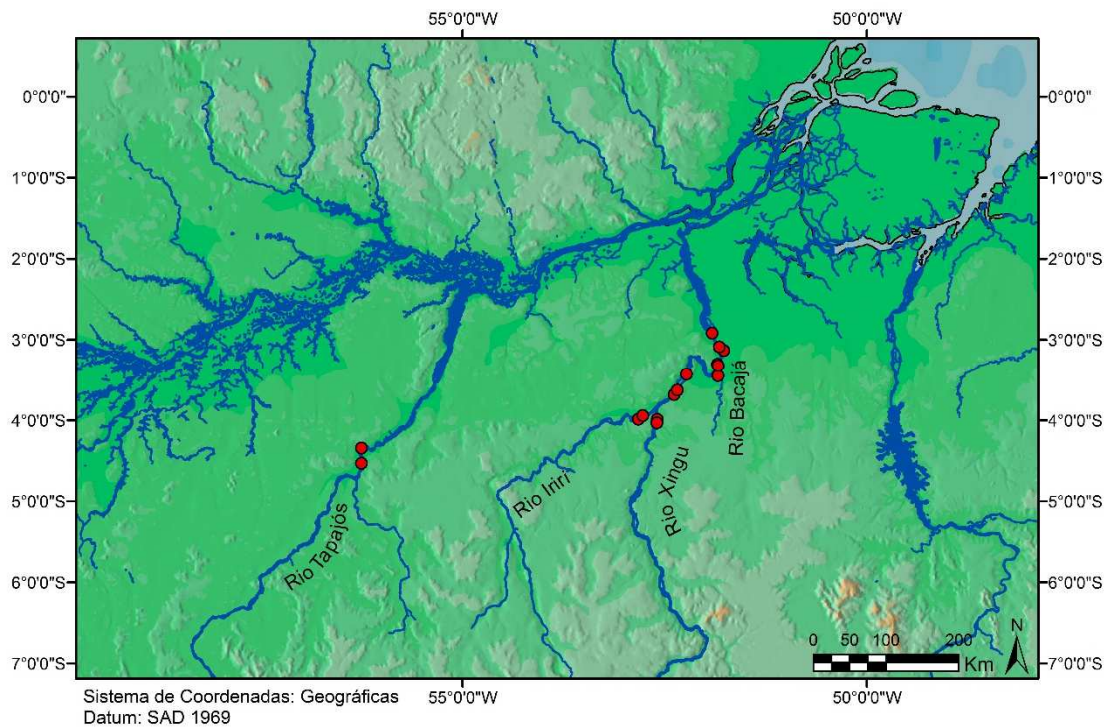 55°0'0"W 50°0'0"W
0°0'0" 0°0'0"
1°0'0"S 1°0'0"S
2°0'0"S 2°0'0"S
3°0'0"S 3°0'0"S
Rio Bacajá
4°0'0"S 4°0'0"S
Rio Iriri
Rio Xingu
5°0'0"S 5°0'0"S
Rio Tapajós
6°0'0"S 6°0'0"S
N
0 50 100 200
Km
7°0'0"S 7°0'0"S
55°0'0"W 50°0'0"W
Sistema de Coordenadas: Geográficas
Datum: SAD 1969